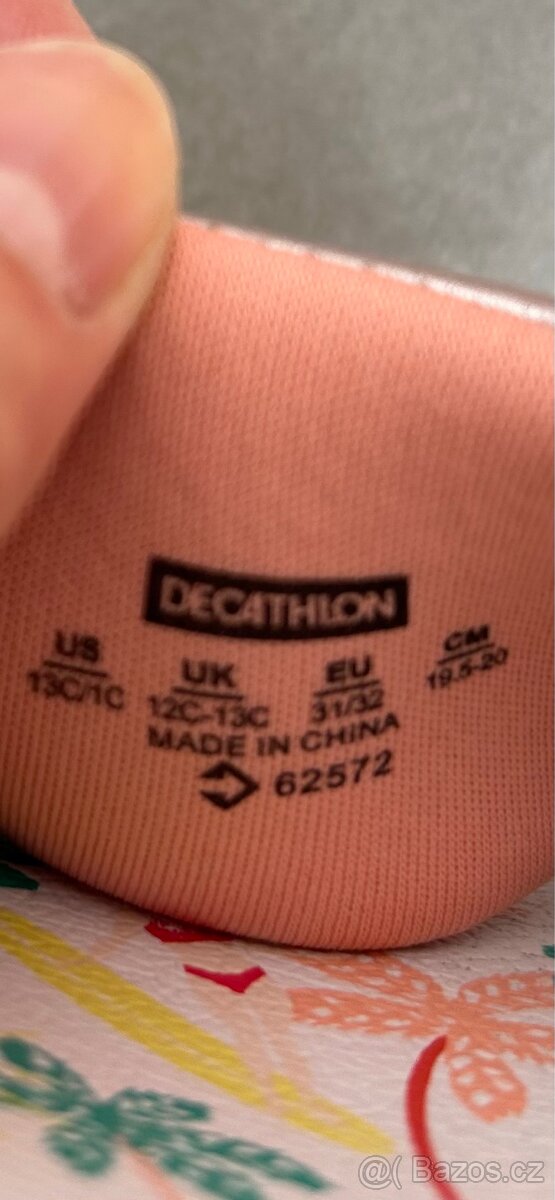 DECATHLON
US UK EU CM
13C/1C 12C-13C 31/32 19.5-20
MADE IN CHINA
62572
@( Bazos.cz